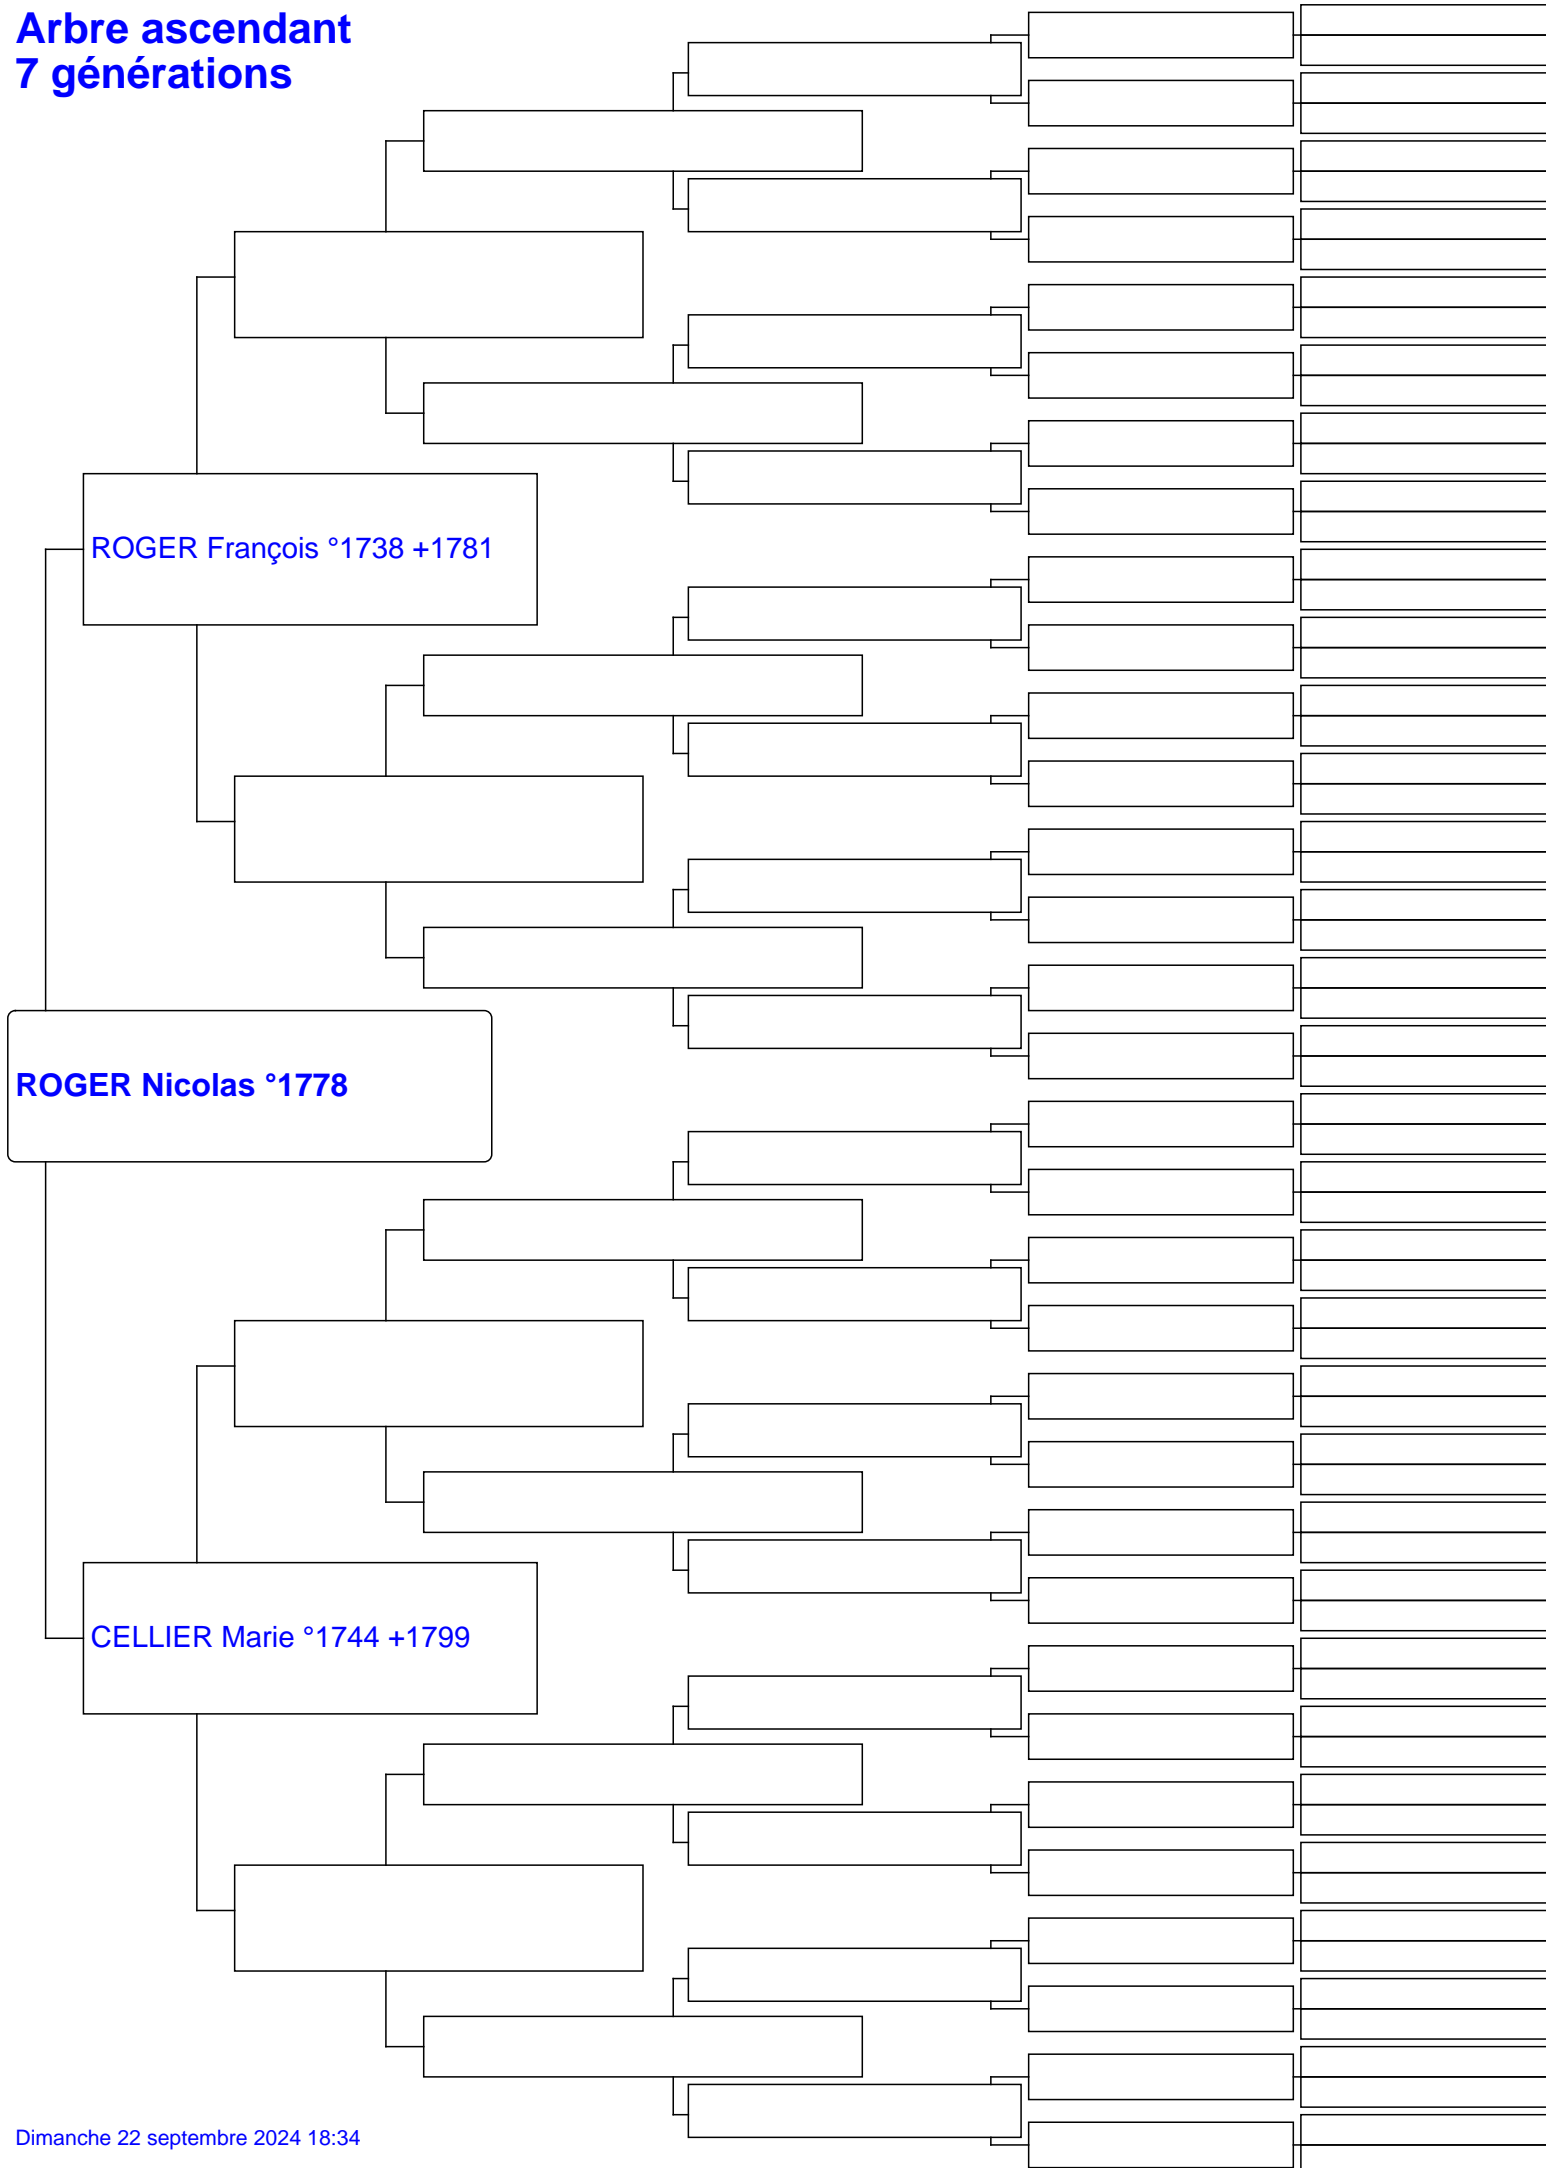 Arbre ascendant
7 générations
ROGER François °1738 +1781
ROGER Nicolas °1778
CELLIER Marie °1744 +1799
Dimanche 22 septembre 2024 18:34